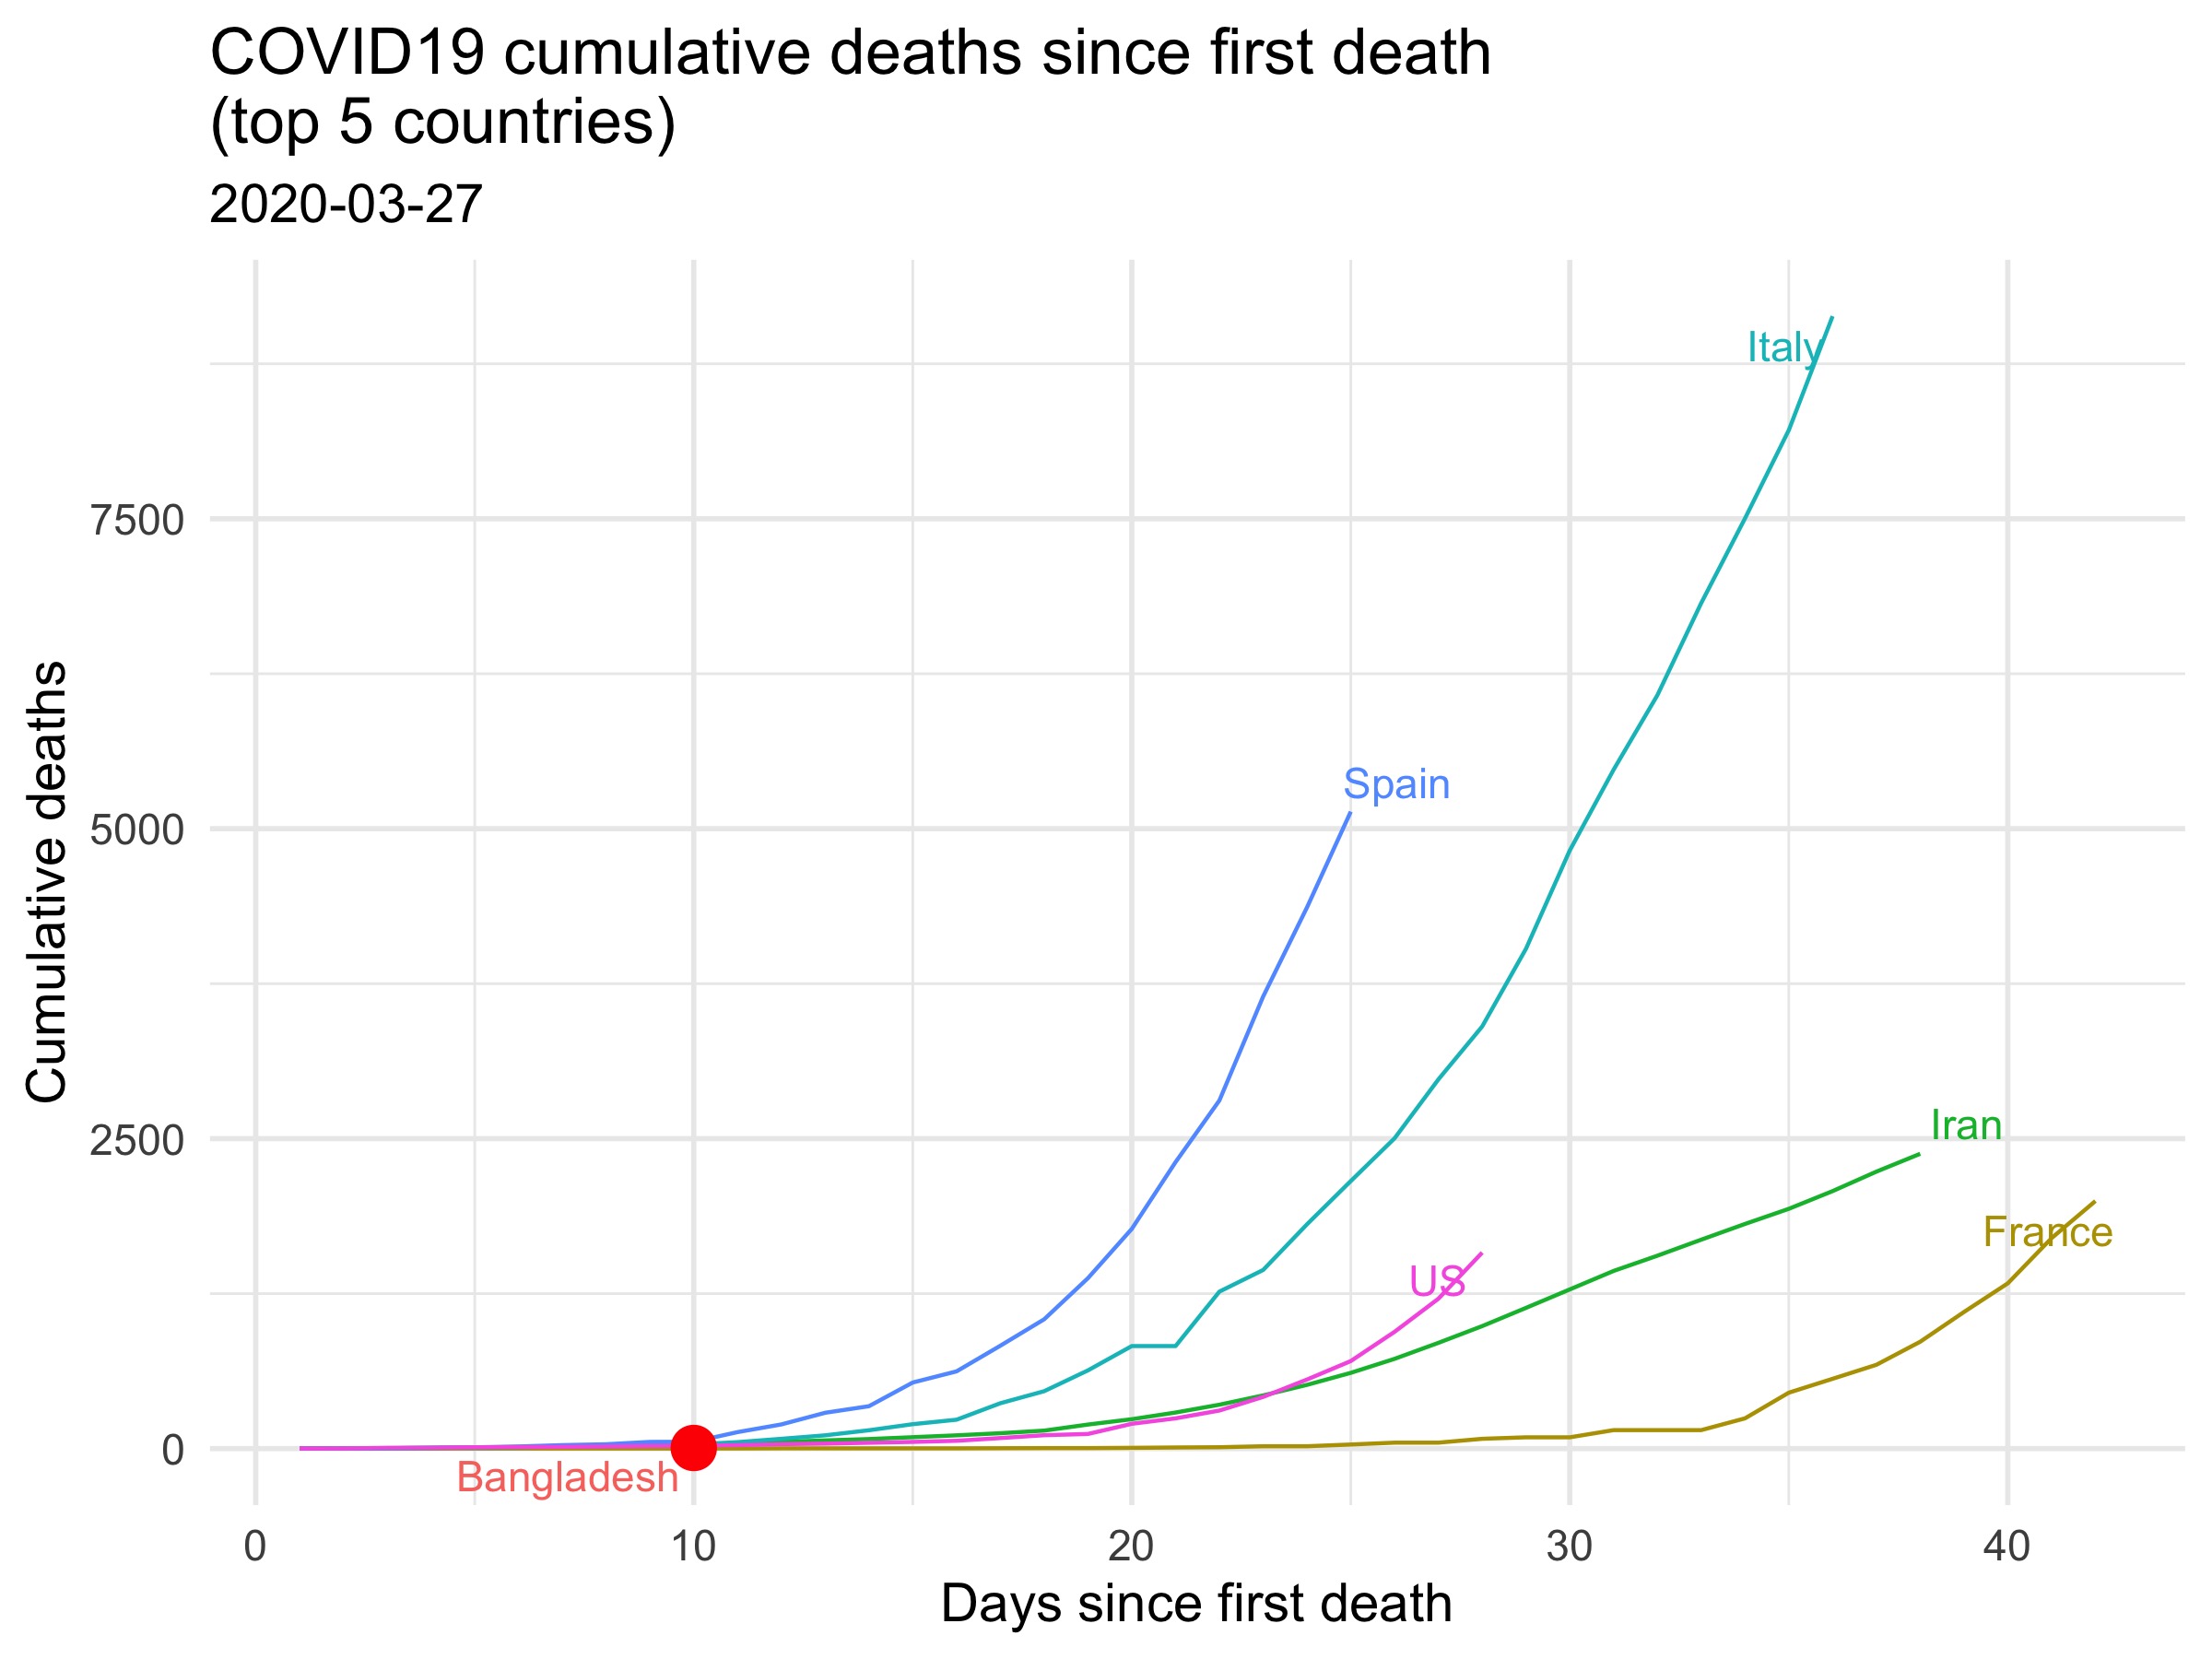 COVID19 cumulative deaths since first death
(top 5 countries)
2020-03-27
Cumulative deaths
7500
5000
2500
0
Italy
Spain
Iran
France
US
Bangladesh
0 10 20 30 40
Days since first death